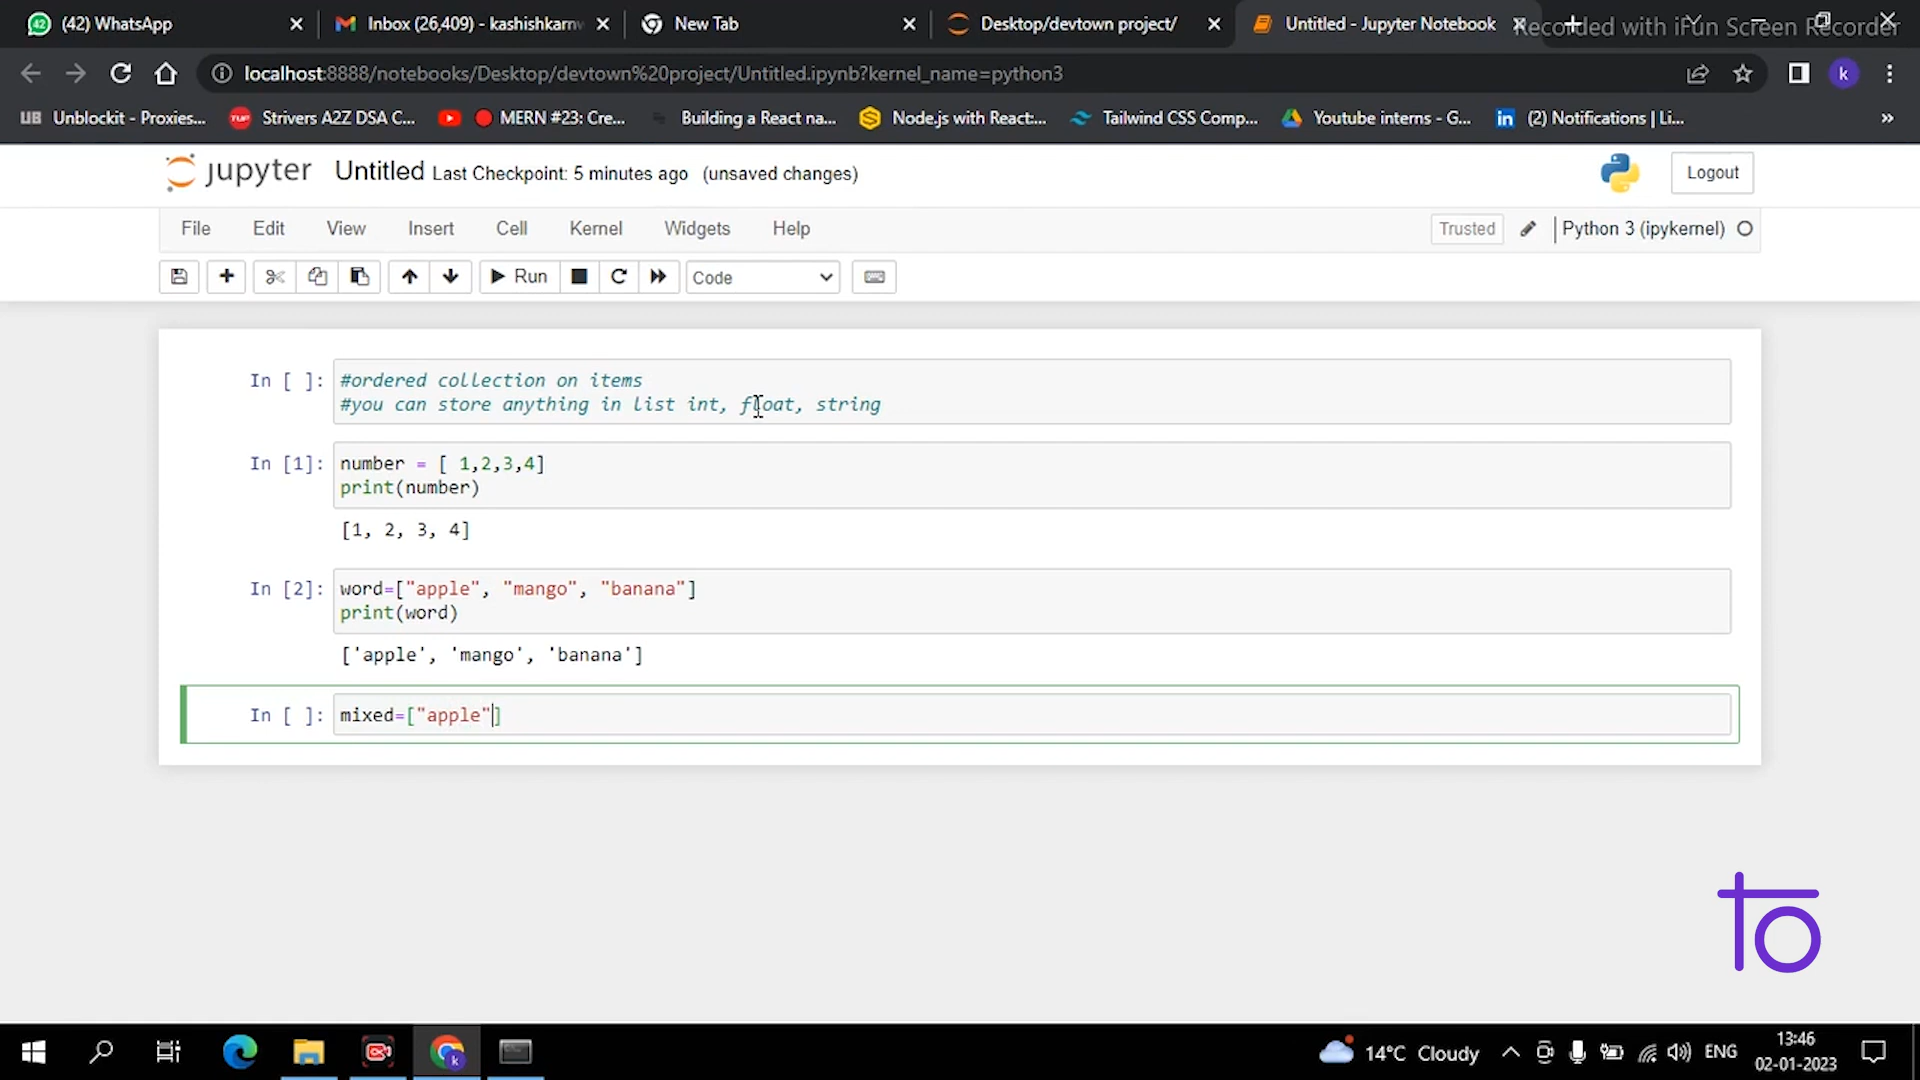 (42) WhatsApp
Inbox (26,409) - kashishkarnw
New Tab
Desktop/devtown project/
Untitled - Jupyter Notebook
Recorded with iFun Screen Recorder
localhost:8888/notebooks/Desktop/devtown%20project/Untitled.ipynb?kernel_name=python3
k
UB Unblockit - Proxies...
TUF Strivers A2Z DSA C...
MERN #23: Cre...
Building a React na...
Node.js with React:...
Tailwind CSS Comp...
Youtube interns - G...
in (2) Notifications | Li...
»
jupyter Untitled Last Checkpoint: 5 minutes ago (unsaved changes)
Logout
File Edit View Insert Cell Kernel Widgets Help
Trusted
Python 3 (ipykernel)
Run
Code
In [ ]: #ordered collection on items
#you can store anything in list int, float, string
In [1]: number = [ 1,2,3,4]
print(number)
[1, 2, 3, 4]
In [2]: word=["apple", "mango", "banana"]
print(word)
['apple', 'mango', 'banana']
In [ ]: mixed=["apple"]
k
14°C Cloudy
ENG
13:46
02-01-2023